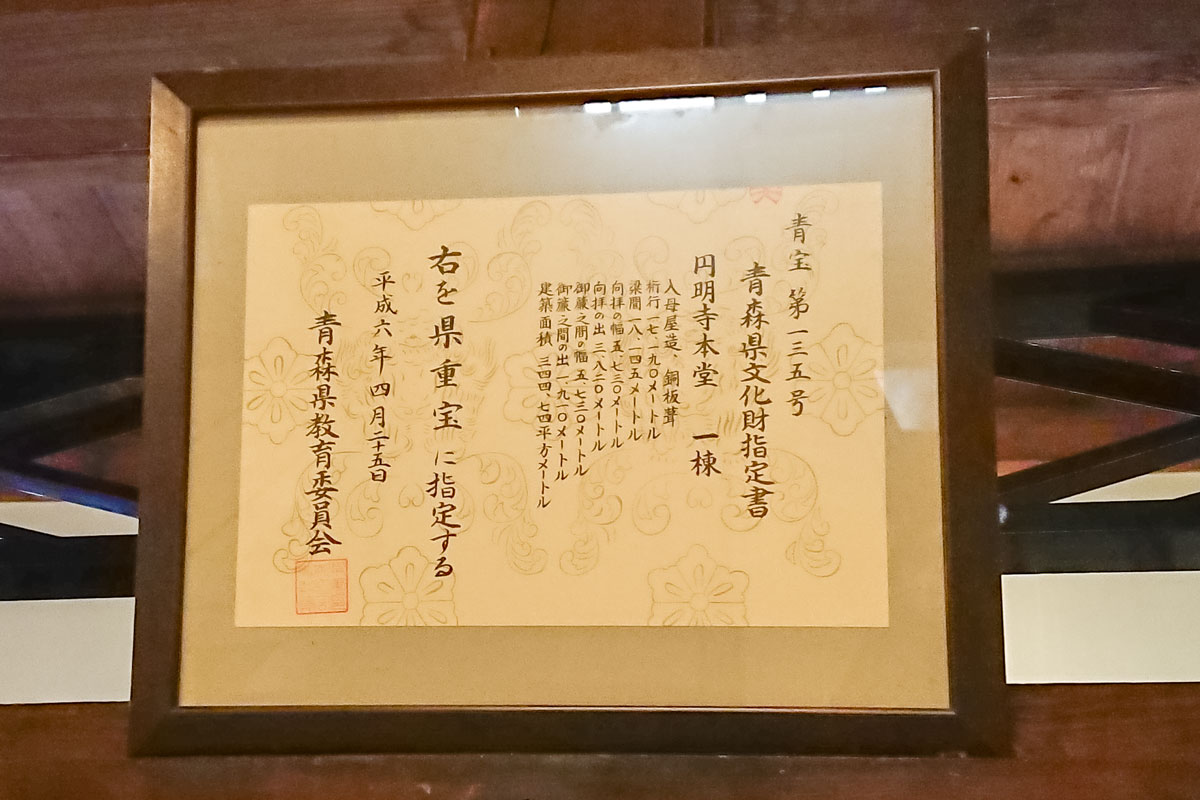 青宝 第一三五号
青森県文化財指定書
円明寺本堂 一棟
入母屋造、銅板葺
桁行一七、一九〇メートル
梁間一八、一四五メートル
向拝の幅五、七三〇メートル
向拝の出三、八二〇メートル
御簾之間の幅五、七三〇メートル
御簾之間の出一、九一〇メートル
建築面積 三四四、七四平方メートル
右を県重宝に指定する
平成六年四月二十五日
青森県教育委員会